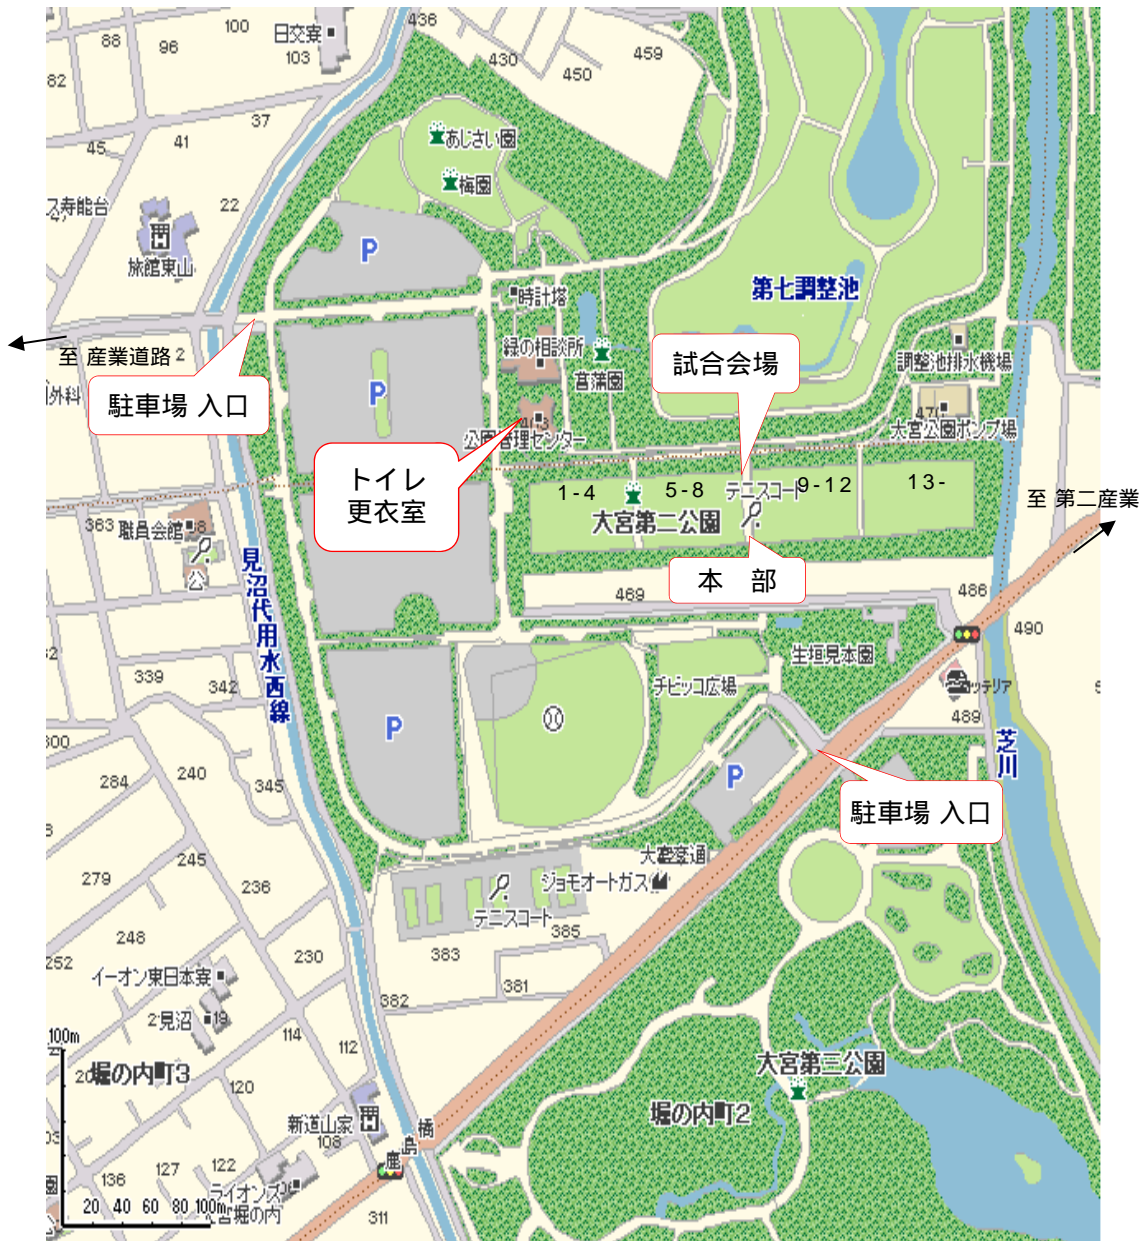 436
100
88
96
日交寮
103
459
430
450
82
37
45
41
あじさい園
梅園
ス寿能台
22
旅館東山
P
第七調整池
時計塔
至 産業道路
2
緑の相談所
菖蒲園
試合会場
調整池排水機場
外科
駐車場 入口
P
大宮公園ポンプ場
公園管理センター
トイレ
更衣室
1-4
5-8
テニスコート
9-12
13-
至 第二産業
363
職員会館
大宮第二公園
公
本 部
469
486
490
見沼代用水西線
生垣見本園
339
342
チビッコ広場
ロッテリア
489
P
300
240
284
345
P
芝川
駐車場 入口
245
大宮交通
279
236
ジョモオートガス
テニスコート
385
248
383
252
230
イーオン東日本寮
381
382
見沼
19
114
112
100m
堀の内町3
大宮第三公園
120
堀の内町2
新道山家
108
鹿島橋
136
127
122
ライオンズ
大宮堀の内
20 40 60 80 100m
311